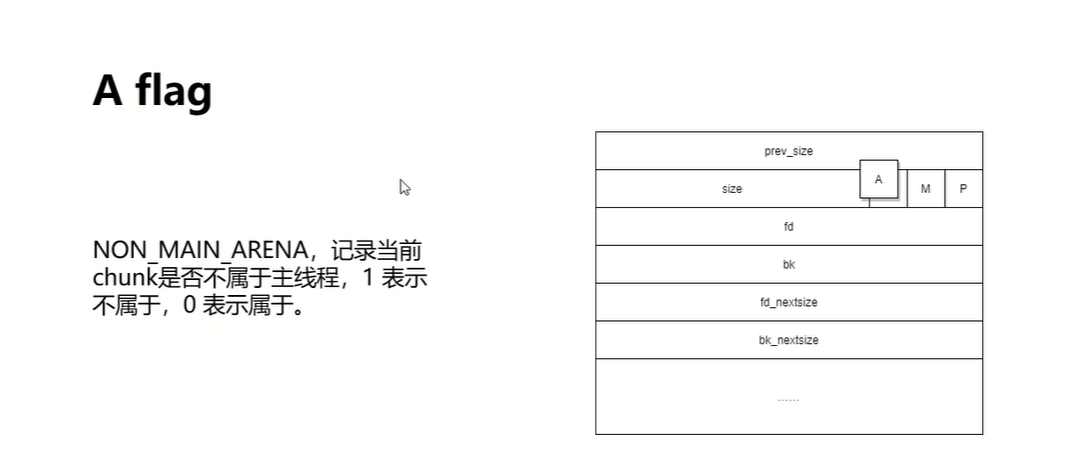 A flag
NON_MAIN_ARENA，记录当前
chunk是否不属于主线程，1 表示
不属于，0 表示属于。
prev_size
size
A
M
P
fd
bk
fd_nextsize
bk_nextsize
......